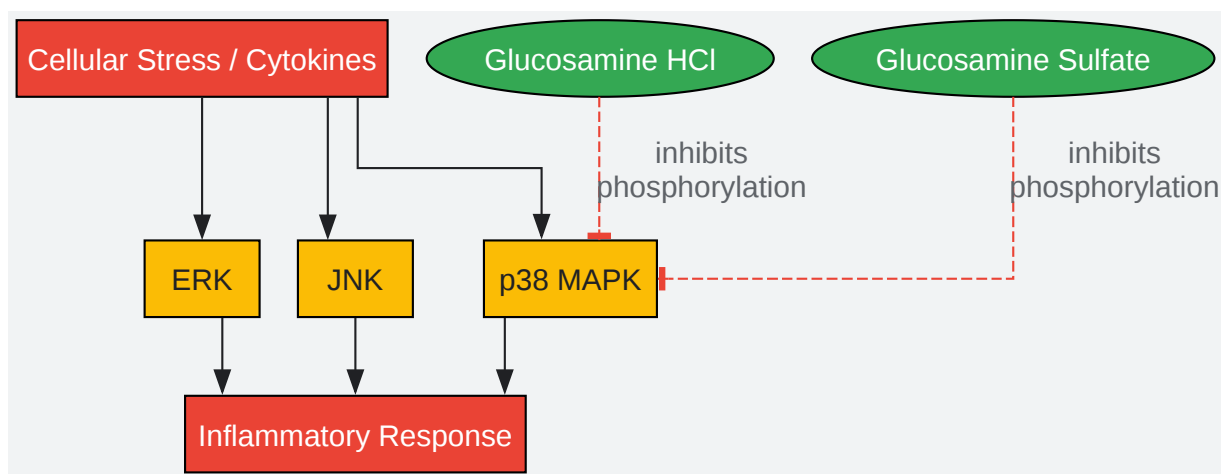 Cellular Stress / Cytokines
Glucosamine HCl
Glucosamine Sulfate
inhibits
phosphorylation
inhibits
phosphorylation
ERK
JNK
p38 MAPK
Inflammatory Response